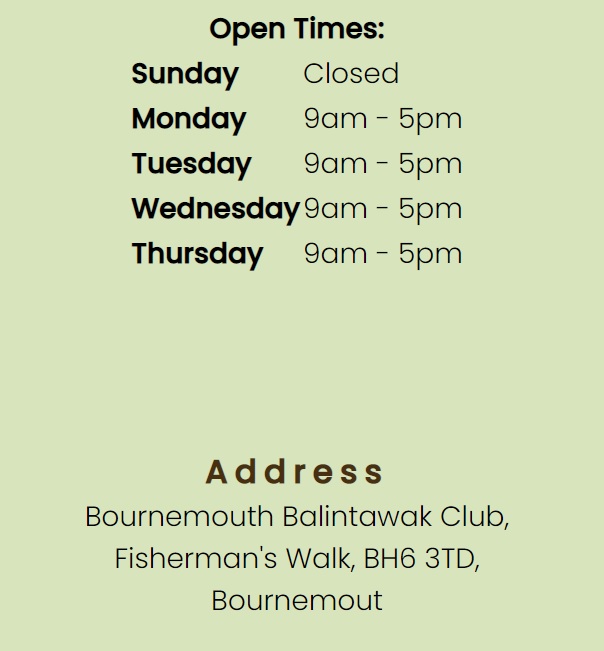 Open Times:
Sunday Closed
Monday 9am - 5pm
Tuesday 9am - 5pm
Wednesday 9am - 5pm
Thursday 9am - 5pm
Address
Bournemouth Balintawak Club,
Fisherman's Walk, BH6 3TD,
Bournemout